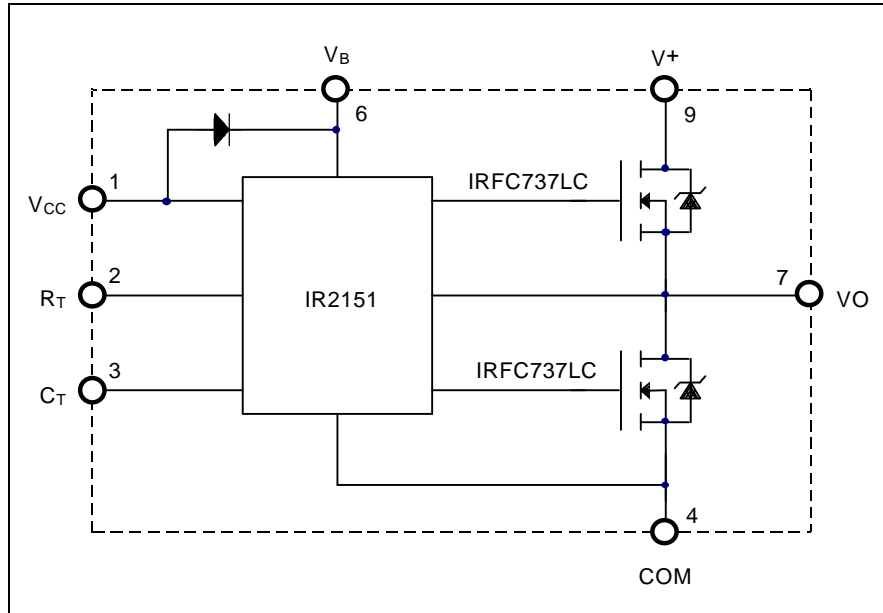 VB
V+
6
9
1
IRFC737LC
VCC
2
7
RT
IR2151
VO
3
IRFC737LC
CT
4
COM